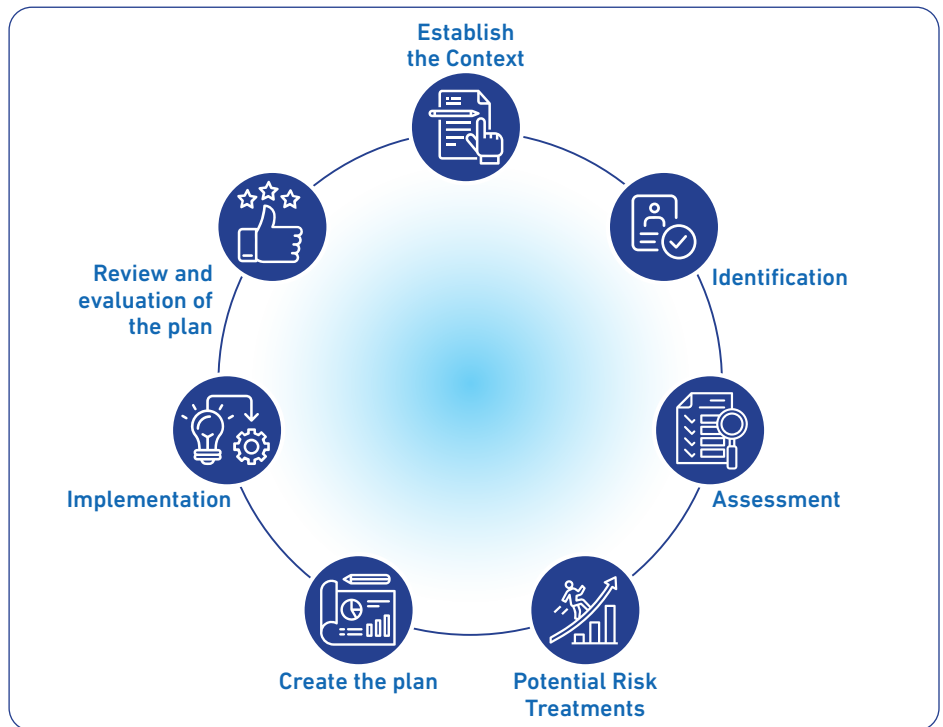 Establish
the Context
Identification
Assessment
Potential Risk
Treatments
Create the plan
Implementation
Review and
evaluation of
the plan